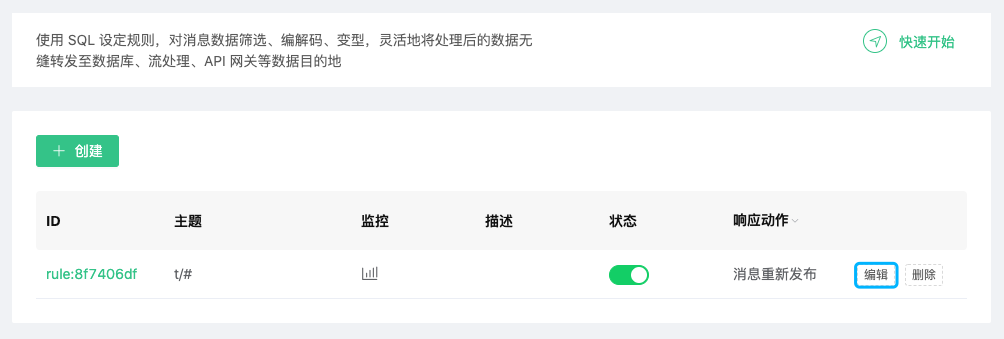 使用 SQL 设定规则，对消息数据筛选、编解码、变型，灵活地将处理后的数据无
缝转发至数据库、流处理、API 网关等数据目的地
快速开始
创建
ID 主题 监控 描述 状态 响应动作
rule:8f7406df t/# 消息重新发布 编辑 删除